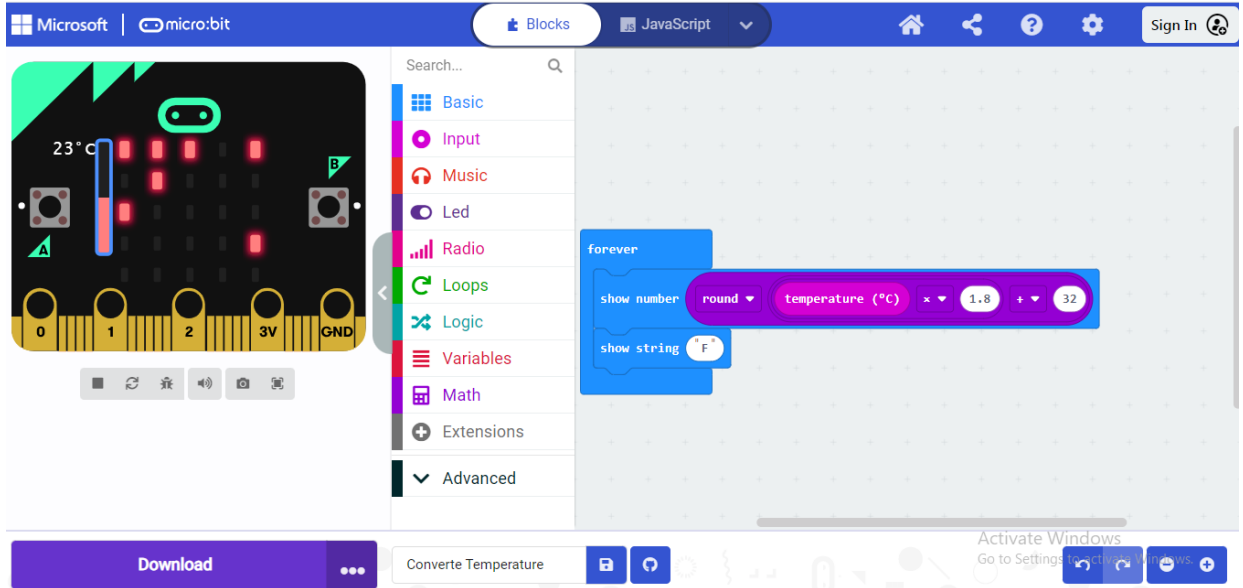 Microsoft micro:bit Blocks JS JavaScript Sign In
Search...
Basic
Input
Music
Led
Radio
Loops
Logic
Variables
Math
Extensions
Advanced
23°C
B
A
0 1 2 3V GND
forever
show number round temperature (°C) × 1.8 + 32
show string "F"
Download
Converte Temperature
Activate Windows
Go to Settings to activate Windows.